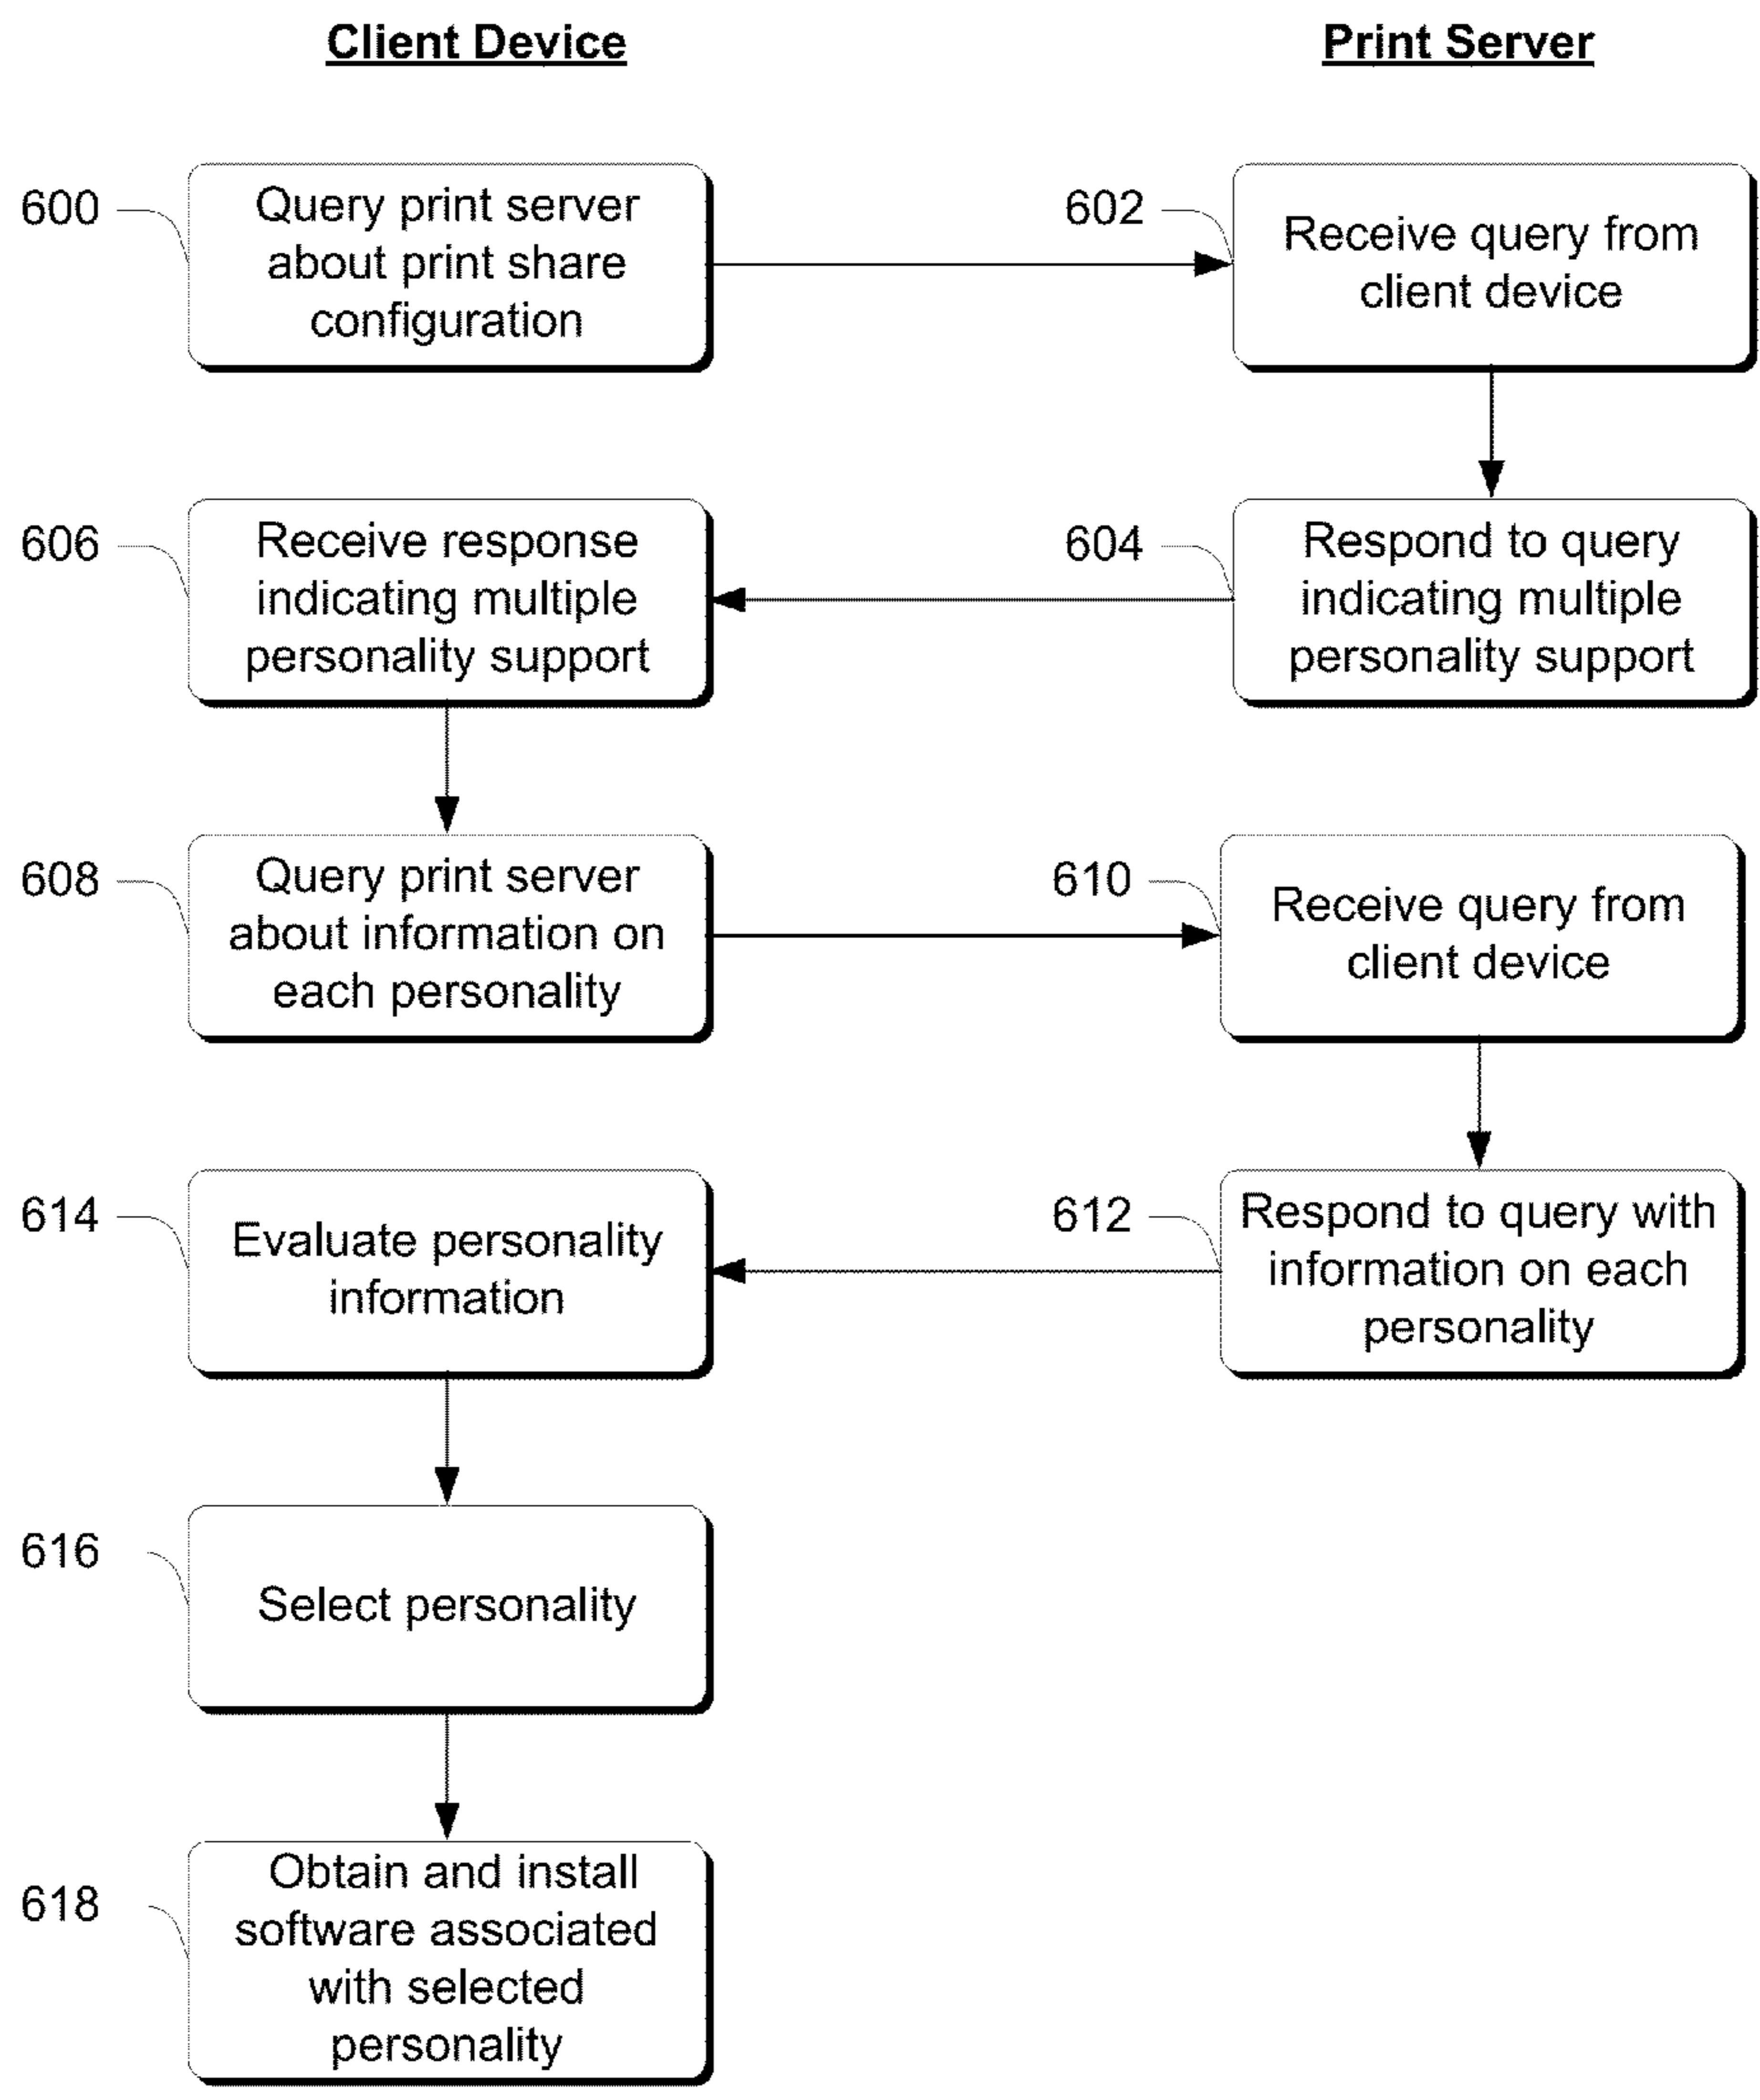 Client Device
Print Server
600
Query print server
about print share
configuration
602
Receive query from
client device
606
Receive response
indicating multiple
personality support
604
Respond to query
indicating multiple
personality support
608
Query print server
about information on
each personality
610
Receive query from
client device
614
Evaluate personality
information
612
Respond to query with
information on each
personality
616
Select personality
618
Obtain and install
software associated
with selected
personality